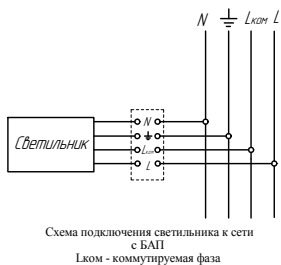 N Lком L
N
Светильник
Lком
L
Схема подключения светильника к сети
с БАП
Lком - коммутируемая фаза